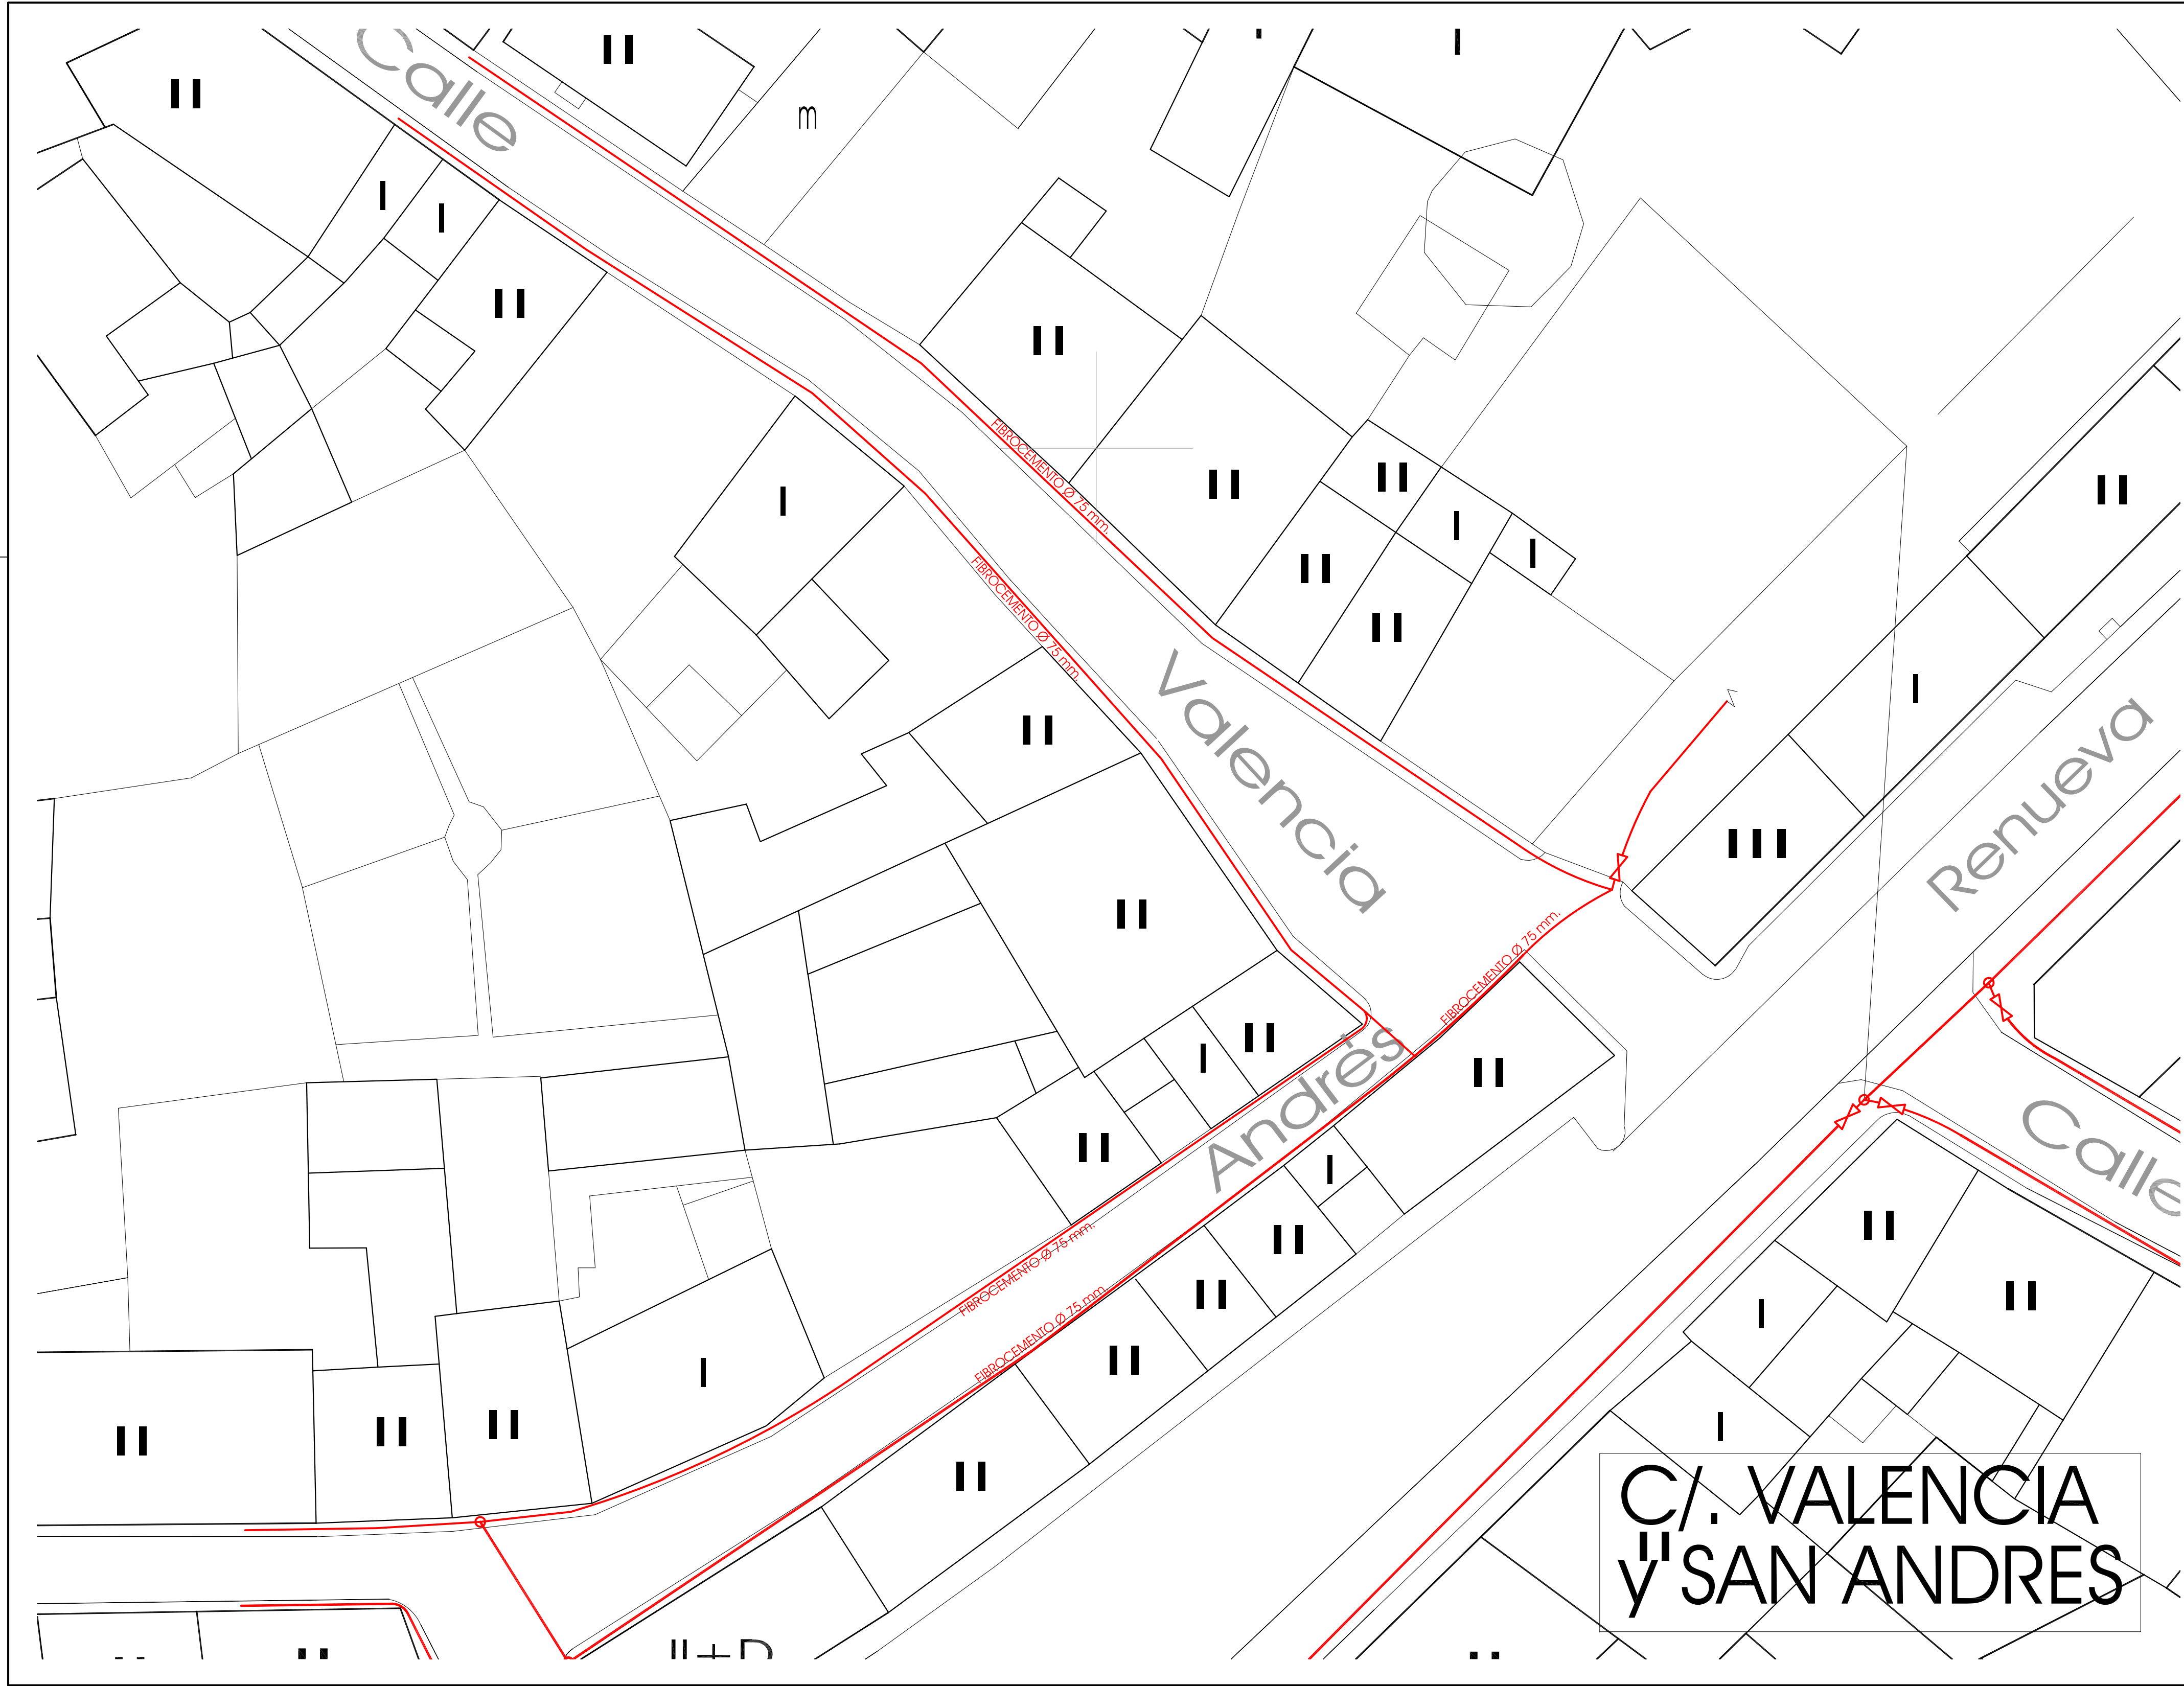 Calle
II
II
I
I
m
I
I
II
II
I
II
II
I
I
II
II
II
FIBROCEMENTO Ø 75 mm.
FIBROCEMENTO Ø 75 mm.
I
II
Valencia
I
III
Renueva
II
FIBROCEMENTO Ø 75 mm.
I
II
II
II
Andrés
Calle
I
II
II
II
II
II
I
FIBROCEMENTO Ø 75 mm.
FIBROCEMENTO Ø 75 mm.
II
I
II
II
II
I
II
C/. VALENCIA
II
y SAN ANDRES